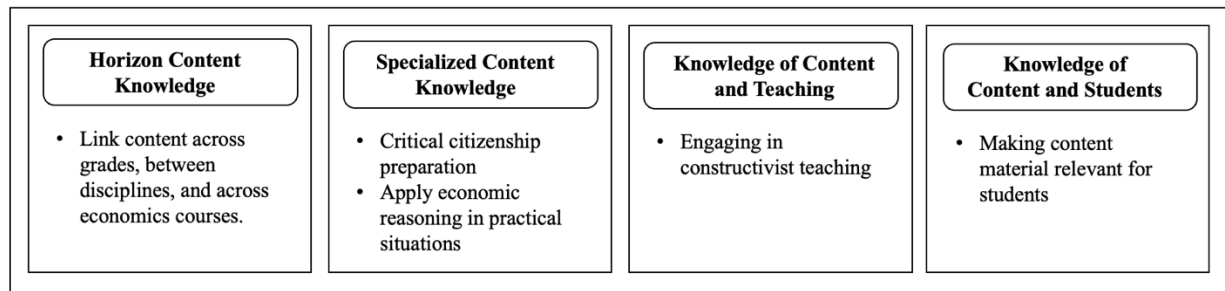 Horizon Content
Knowledge
• Link content across
grades, between
disciplines, and across
economics courses.
Specialized Content
Knowledge
• Critical citizenship
preparation
• Apply economic
reasoning in practical
situations
Knowledge of Content
and Teaching
• Engaging in
constructivist teaching
Knowledge of
Content and Students
• Making content
material relevant for
students